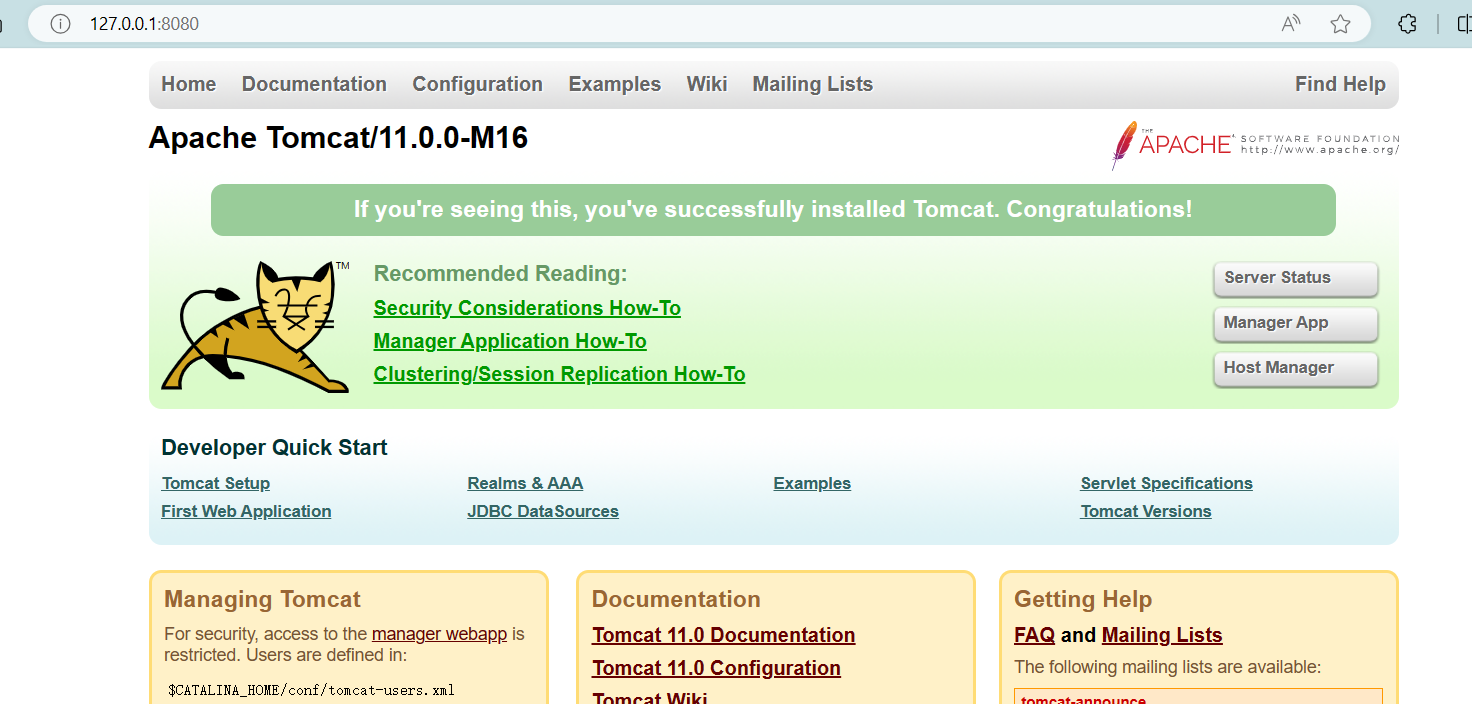 127.0.0.1:8080
Home Documentation Configuration Examples Wiki Mailing Lists Find Help
Apache Tomcat/11.0.0-M16
THE APACHE SOFTWARE FOUNDATION
http://www.apache.org/
If you're seeing this, you've successfully installed Tomcat. Congratulations!
TM
Recommended Reading:
Security Considerations How-To
Manager Application How-To
Clustering/Session Replication How-To
Server Status
Manager App
Host Manager
Developer Quick Start
Tomcat Setup
First Web Application
Realms & AAA
JDBC DataSources
Examples
Servlet Specifications
Tomcat Versions
Managing Tomcat
For security, access to the manager webapp is
restricted. Users are defined in:
$CATALINA_HOME/conf/tomcat-users.xml
Documentation
Tomcat 11.0 Documentation
Tomcat 11.0 Configuration
Tomcat Wiki
Getting Help
FAQ and Mailing Lists
The following mailing lists are available:
tomcat-announce